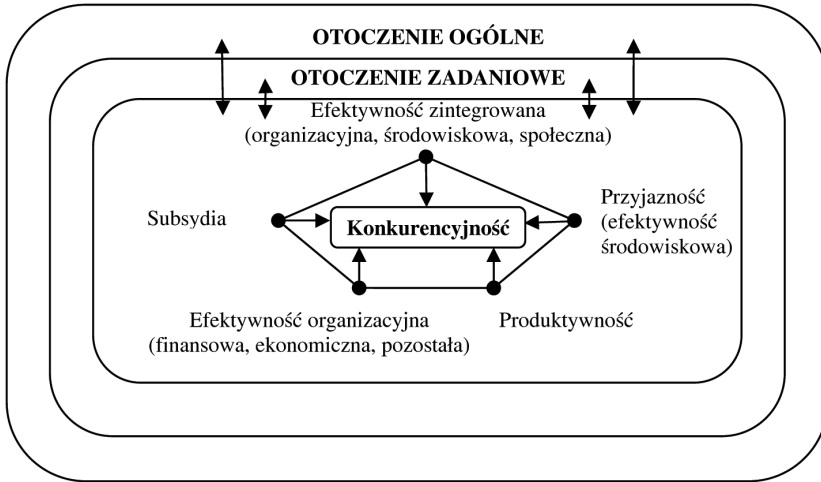 OTOCZENIE OGÓLNE
OTOCZENIE ZADANIOWE
Efektywność zintegrowana
(organizacyjna, środowiskowa, społeczna)
Subsydia
Konkurencyjność
Przyjazność
(efektywność
środowiskowa)
Efektywność organizacyjna
(finansowa, ekonomiczna, pozostała)
Produktywność